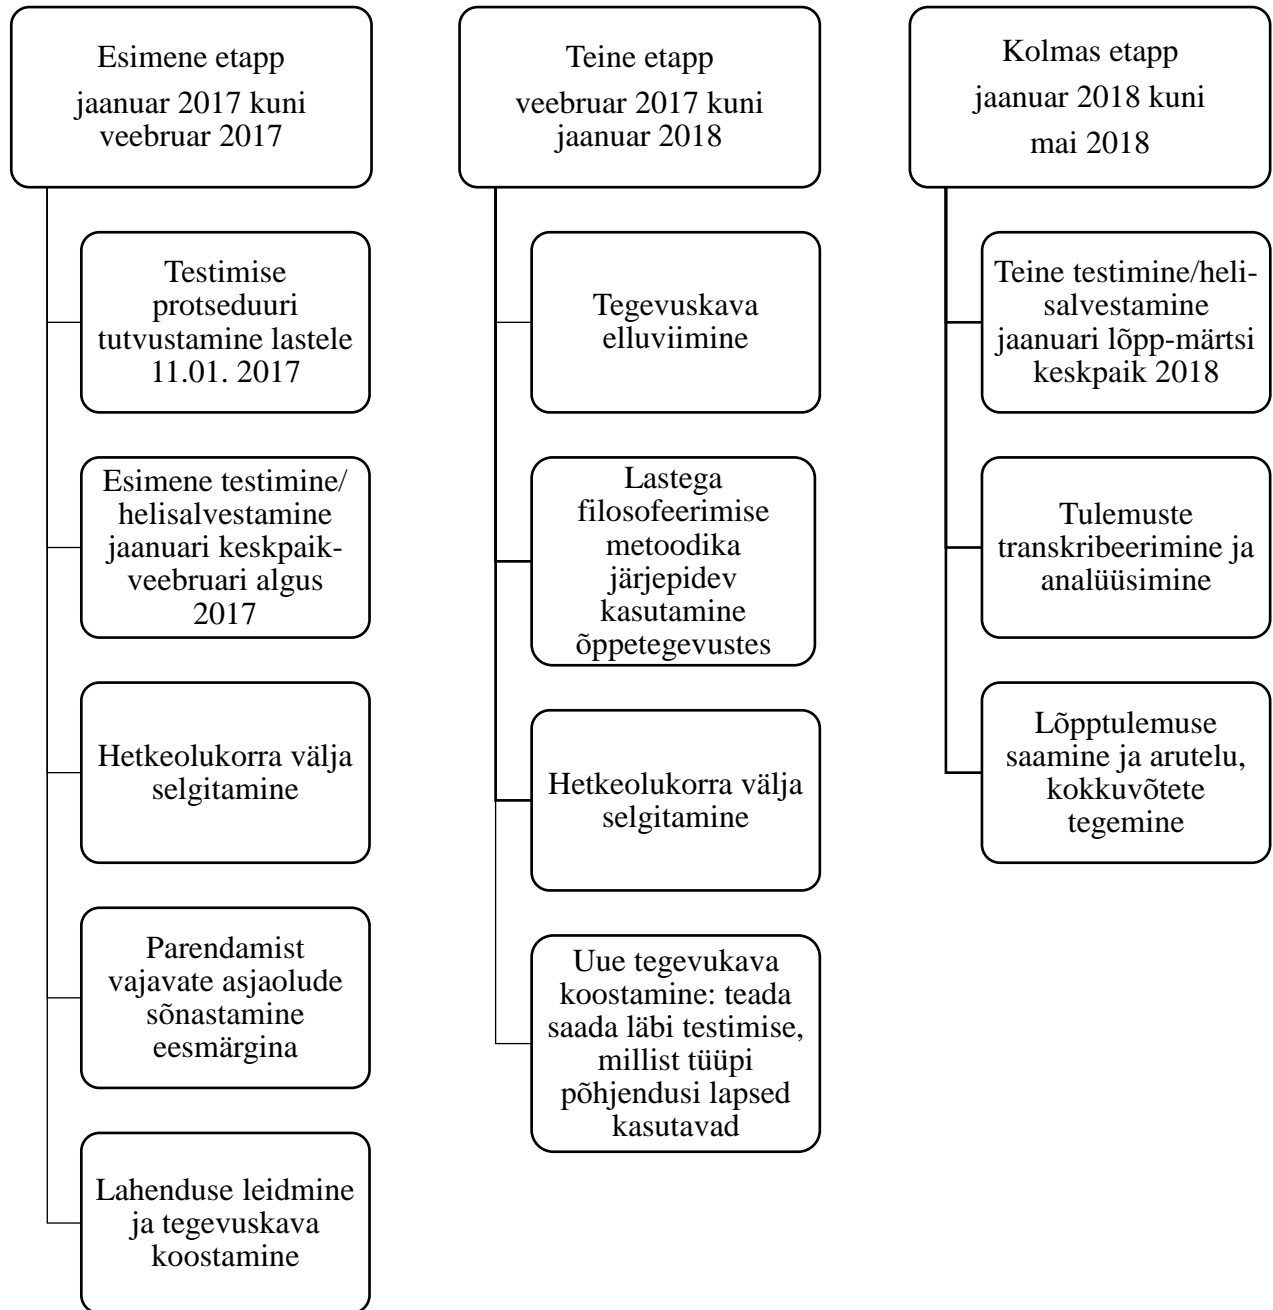 Esimene etapp
jaanuar 2017 kuni
veebruar 2017
Testimise
protseduuri
tutvustamine lastele
11.01. 2017
Esimene testimine/
helisalvestamine
jaanuari keskpaik-
veebruari algus
2017
Hetkeolukorra välja
selgitamine
Parendamist
vajavate asjaolude
sõnastamine
eesmärgina
Lahenduse leidmine
ja tegevuskava
koostamine
Teine etapp
veebruar 2017 kuni
jaanuar 2018
Tegevuskava
elluviimine
Lastega
filosofeerimise
metoodika
järjepidev
kasutamine
õppetegevustes
Hetkeolukorra välja
selgitamine
Uue tegevukava
koostamine: teada
saada läbi testimise,
millist tüüpi
põhjendusi lapsed
kasutavad
Kolmas etapp
jaanuar 2018 kuni
mai 2018
Teine testimine/heli-
salvestamine
jaanuari lõpp-märtsi
keskpaik 2018
Tulemuste
transkribeerimine ja
analüüsimine
Lõpptulemuse
saamine ja arutelu,
kokkuvõtete
tegemine